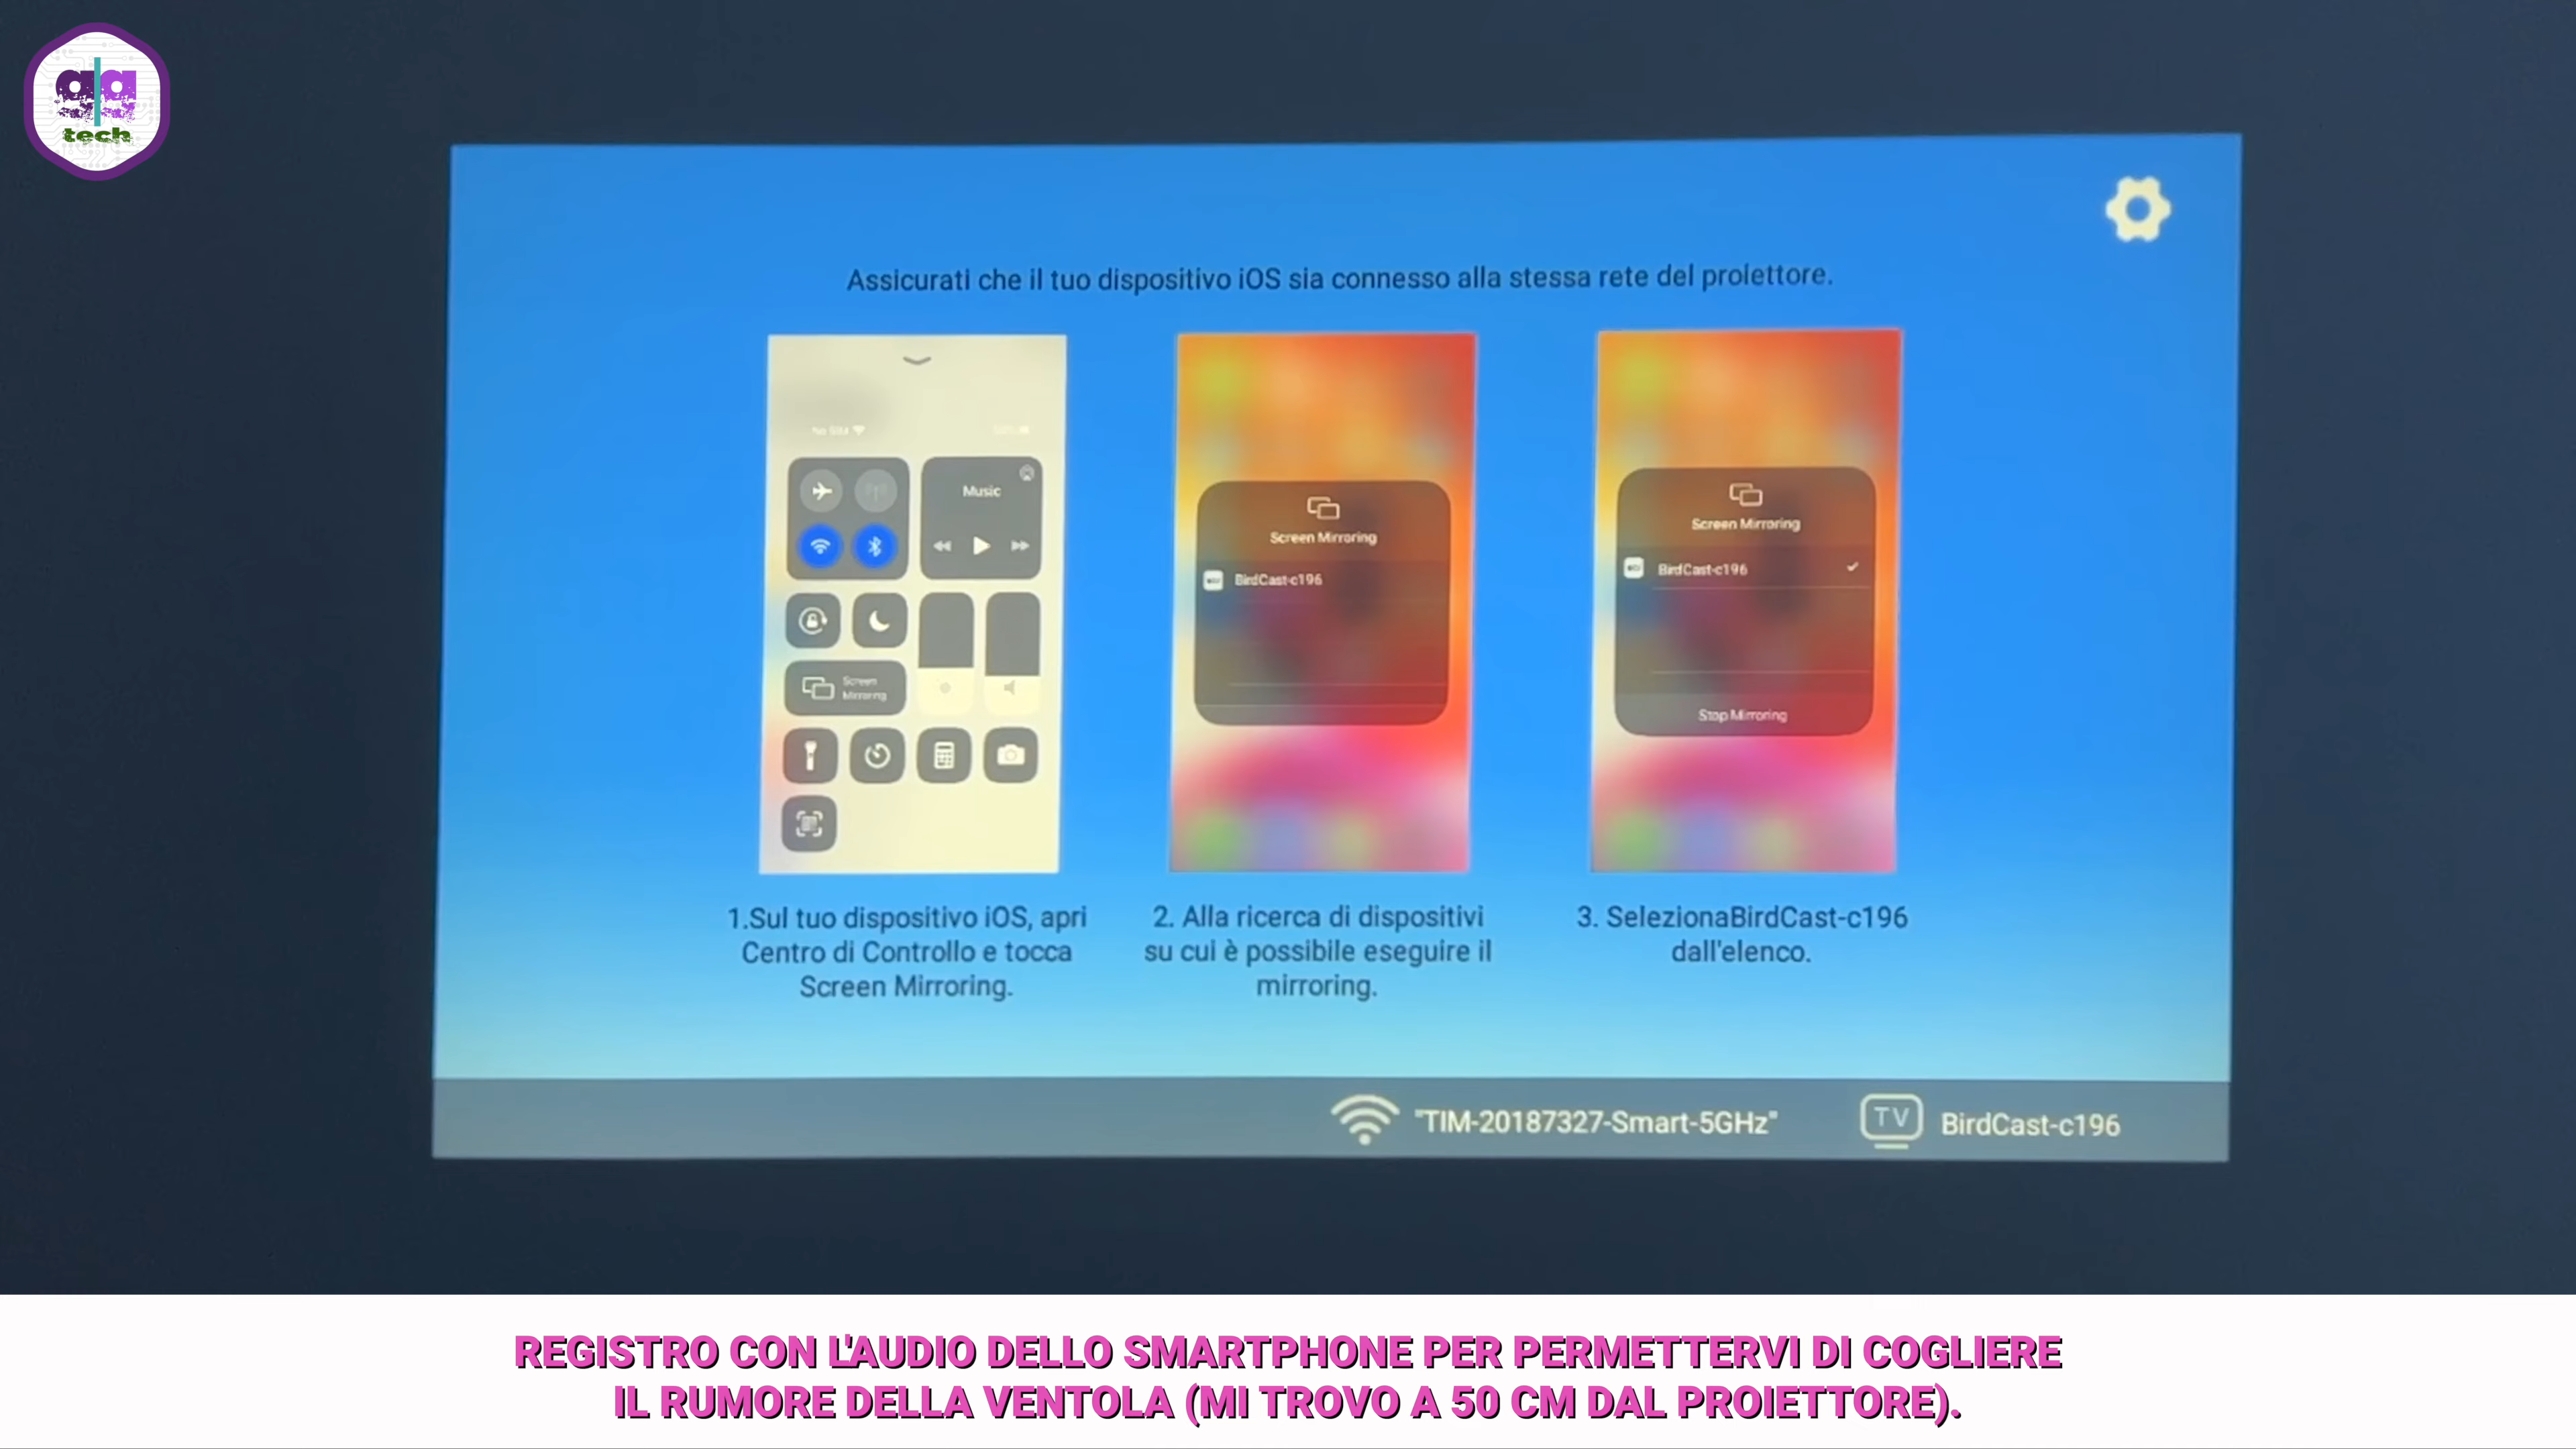 a|a
tech
Assicurati che il tuo dispositivo iOS sia connesso alla stessa rete del proiettore.
No SIM
Music
Screen
Mirroring
Screen Mirroring
BirdCast-c196
Screen Mirroring
BirdCast-c196
Stop Mirroring
1.Sul tuo dispositivo iOS, apri
Centro di Controllo e tocca
Screen Mirroring.
2. Alla ricerca di dispositivi
su cui è possibile eseguire il
mirroring.
3. SelezionaBirdCast-c196
dall'elenco.
"TIM-20187327-Smart-5GHz"
TV
BirdCast-c196
REGISTRO CON L'AUDIO DELLO SMARTPHONE PER PERMETTERVI DI COGLIERE
IL RUMORE DELLA VENTOLA (MI TROVO A 50 CM DAL PROIETTORE).